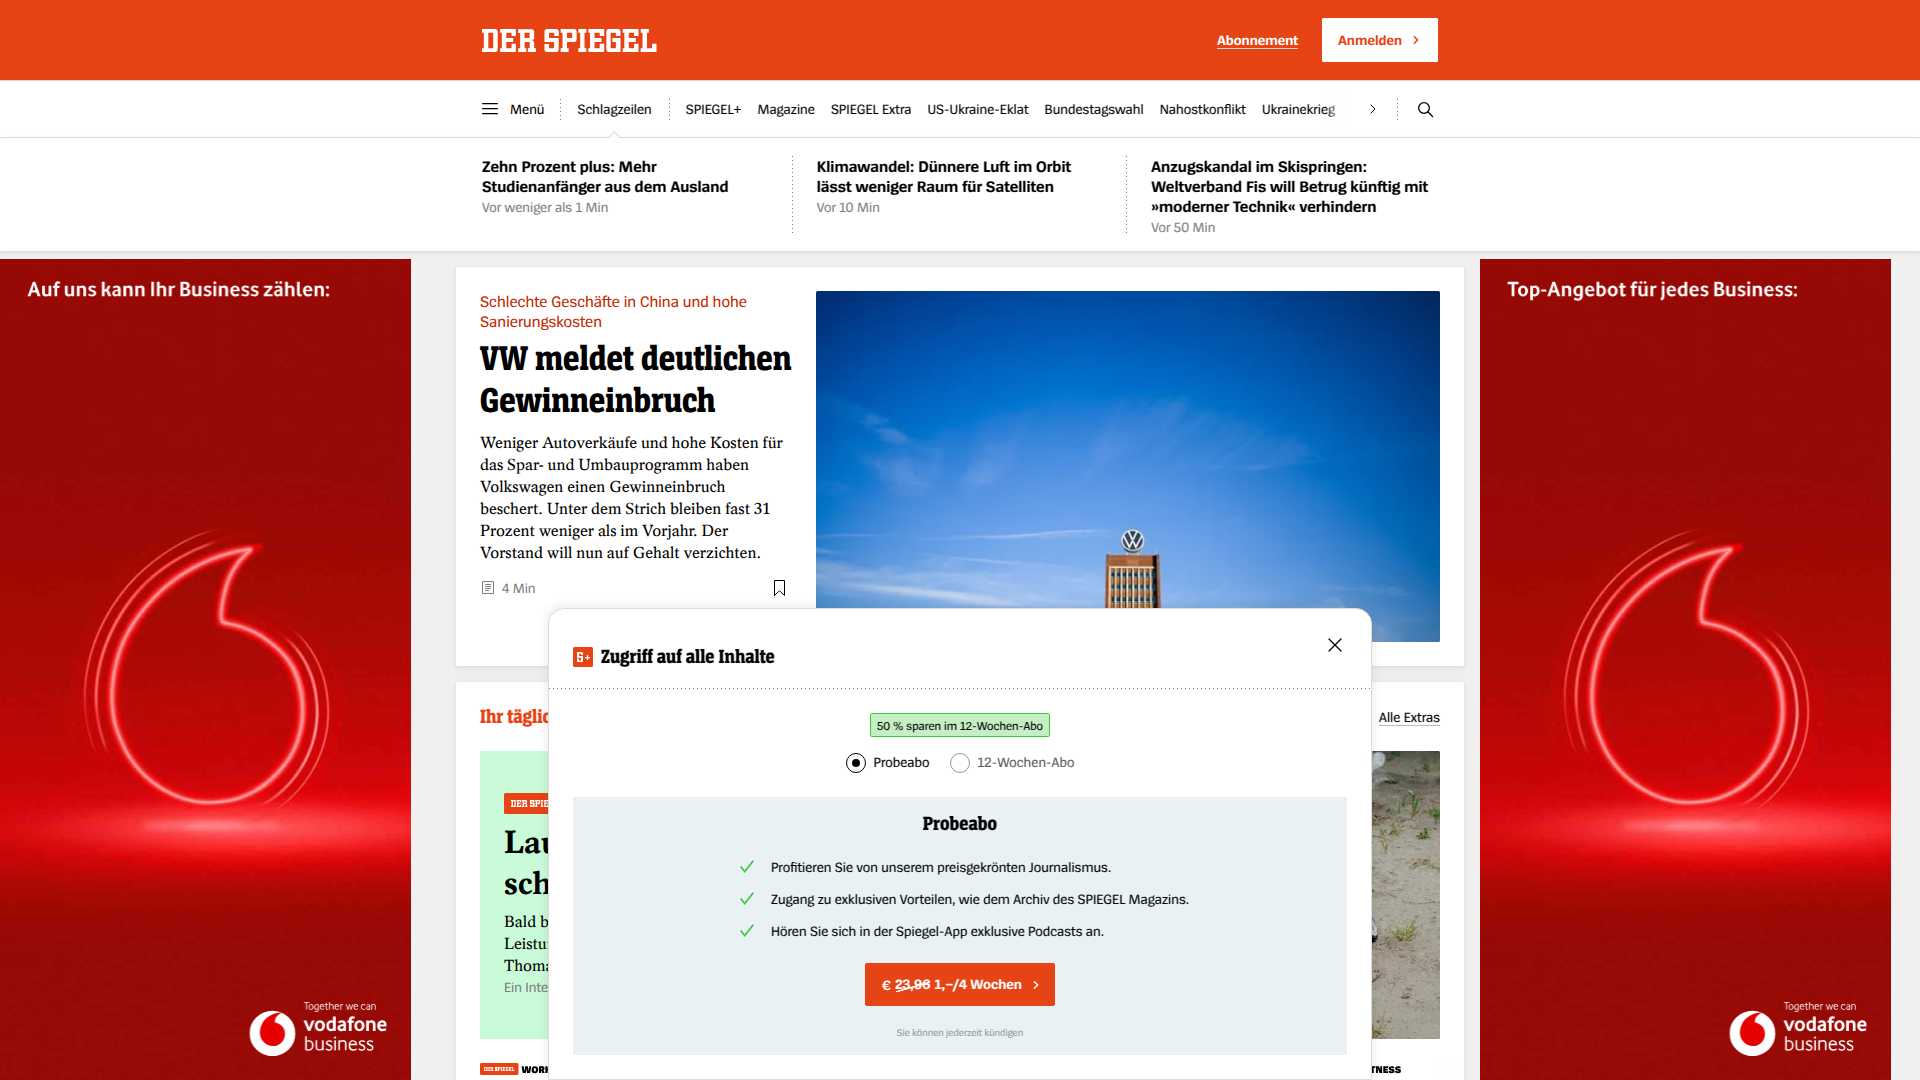 DER SPIEGEL
Abonnement
Anmelden
Menü
Schlagzeilen
SPIEGEL+
Magazine
SPIEGEL Extra
US-Ukraine-Eklat
Bundestagswahl
Nahostkonflikt
Ukrainekrieg
Zehn Prozent plus: Mehr
Studienanfänger aus dem Ausland
Vor weniger als 1 Min
Klimawandel: Dünnere Luft im Orbit
lässt weniger Raum für Satelliten
Vor 10 Min
Anzugskandal im Skispringen:
Weltverband Fis will Betrug künftig mit
»moderner Technik« verhindern
Vor 50 Min
Auf uns kann Ihr Business zählen:
Together we can
vodafone
business
Schlechte Geschäfte in China und hohe
Sanierungskosten
VW meldet deutlichen
Gewinneinbruch
Weniger Autoverkäufe und hohe Kosten für
das Spar- und Umbauprogramm haben
Volkswagen einen Gewinneinbruch
beschert. Unter dem Strich bleiben fast 31
Prozent weniger als im Vorjahr. Der
Vorstand will nun auf Gehalt verzichten.
4 Min
Top-Angebot für jedes Business:
Together we can
vodafone
business
Zugriff auf alle Inhalte
50 % sparen im 12-Wochen-Abo
Probeabo
12-Wochen-Abo
Probeabo
Profitieren Sie von unserem preisgekrönten Journalismus.
Zugang zu exklusiven Vorteilen, wie dem Archiv des SPIEGEL Magazins.
Hören Sie sich in der Spiegel-App exklusive Podcasts an.
€ 23,96 1,–/4 Wochen
Sie können jederzeit kündigen
Ihr
Alle Extras
DER
Bald
Ein
DER SPIEGEL